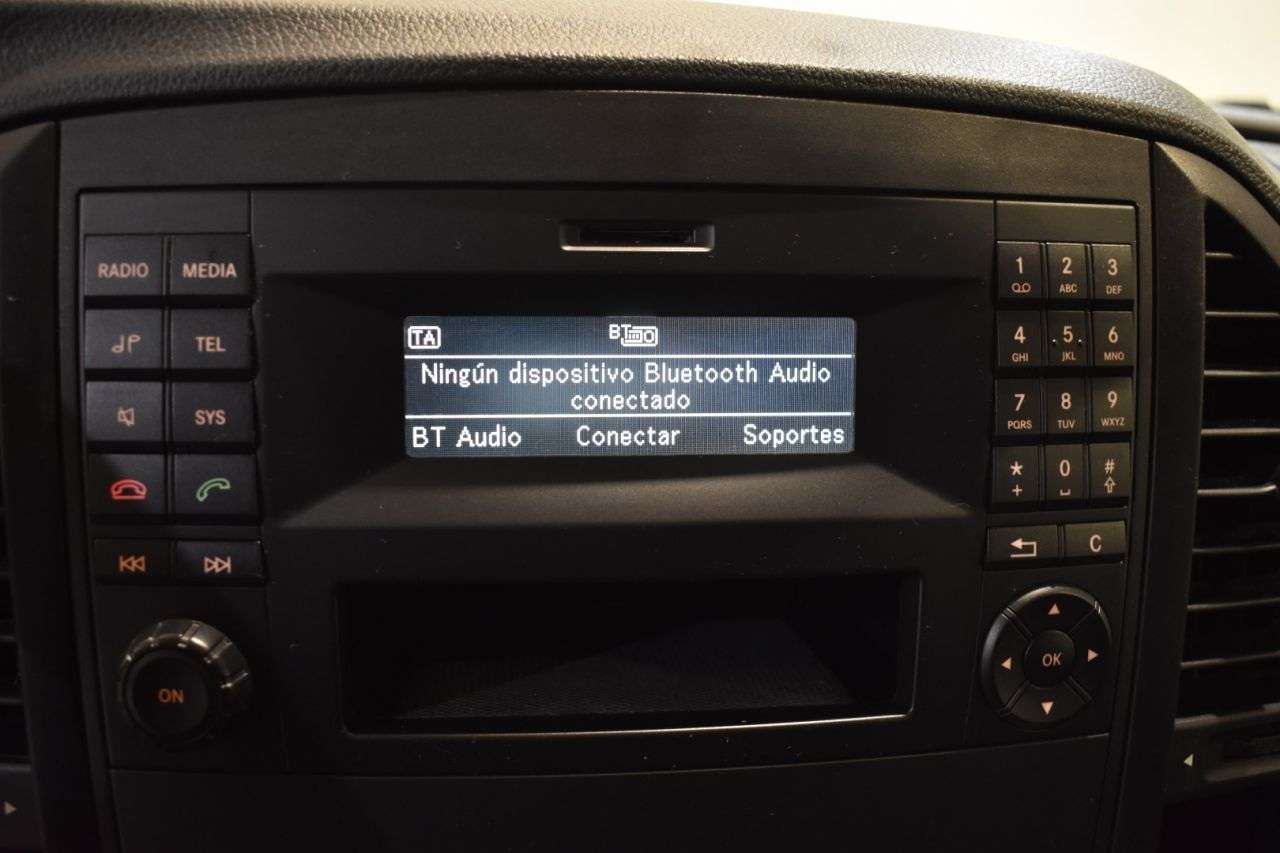 RADIO MEDIA
TEL
SYS
ON
TA BT
Ningún dispositivo Bluetooth Audio
conectado
BT Audio Conectar Soportes
1 2 3
ABC DEF
4 5 6
GHI JKL MNO
7 8 9
PQRS TUV WXYZ
* 0 #
+
C
OK